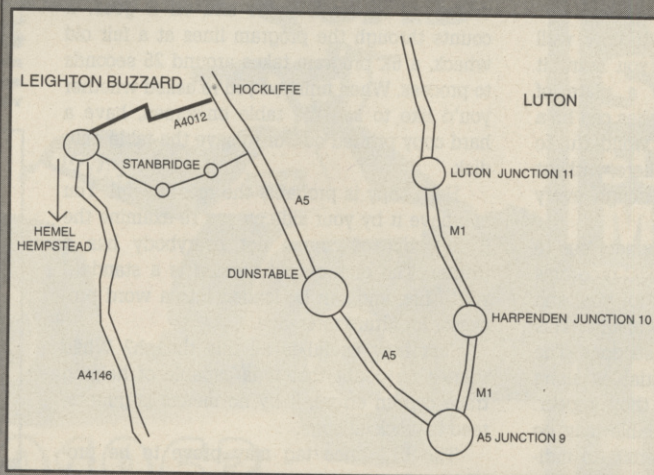 LEIGHTON BUZZARD
HOCKLIFFE
A4012
STANBRIDGE
HEMEL
HEMPSTEAD
A5
DUNSTABLE
A5
A4146
LUTON
LUTON JUNCTION 11
M1
HARPENDEN JUNCTION 10
M1
A5 JUNCTION 9